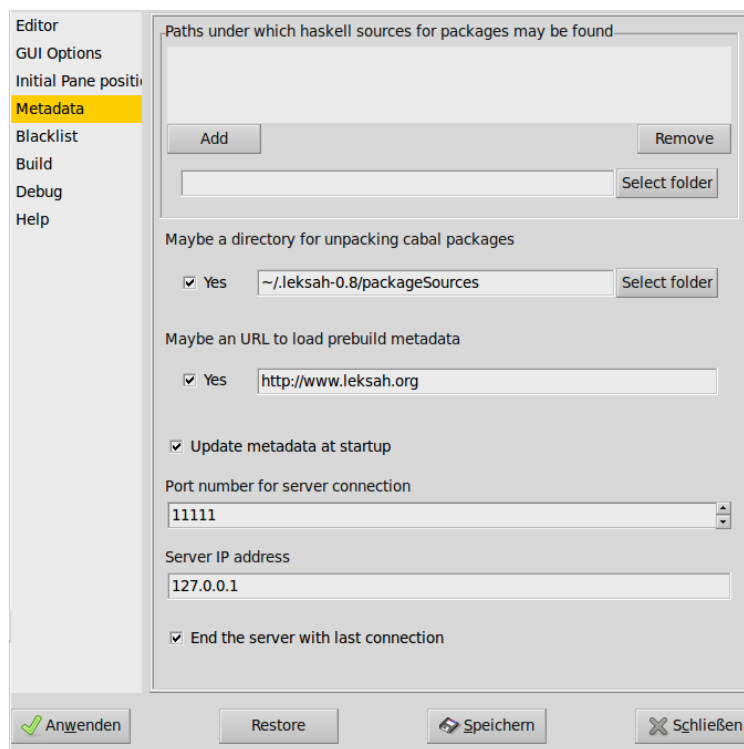 Editor
GUI Options
Initial Pane positi
Metadata
Blacklist
Build
Debug
Help
Paths under which haskell sources for packages may be found
Add
Remove
Select folder
Maybe a directory for unpacking cabal packages
Yes
~/.leksah-0.8/packageSources
Select folder
Maybe an URL to load prebuild metadata
Yes
http://www.leksah.org
Update metadata at startup
Port number for server connection
11111
Server IP address
127.0.0.1
End the server with last connection
Anwenden
Restore
Speichern
Schließen